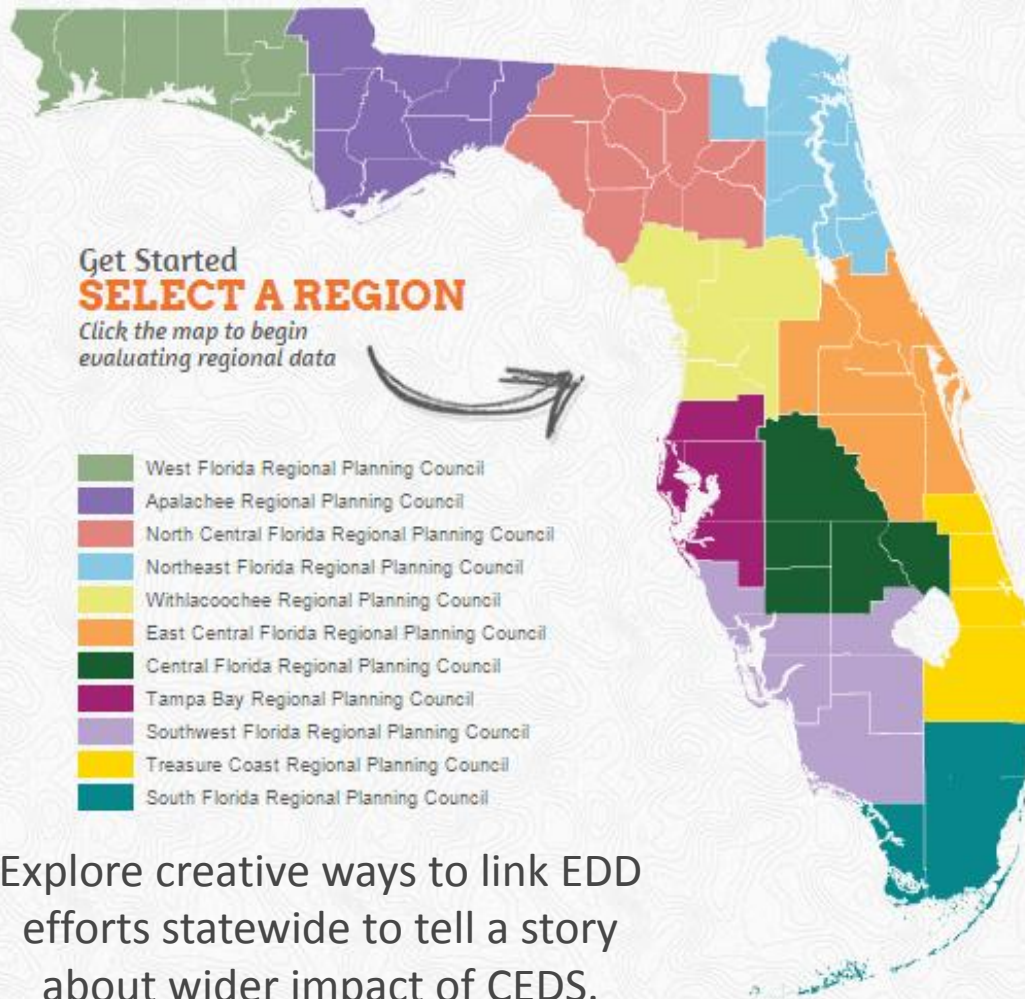 Get Started
SELECT A REGION
Click the map to begin
evaluating regional data
West Florida Regional Planning Council
Apalachee Regional Planning Council
North Central Florida Regional Planning Council
Northeast Florida Regional Planning Council
Withlacoochee Regional Planning Council
East Central Florida Regional Planning Council
Central Florida Regional Planning Council
Tampa Bay Regional Planning Council
Southwest Florida Regional Planning Council
Treasure Coast Regional Planning Council
South Florida Regional Planning Council
Explore creative ways to link EDD
efforts statewide to tell a story
about wider impact of CEDS.